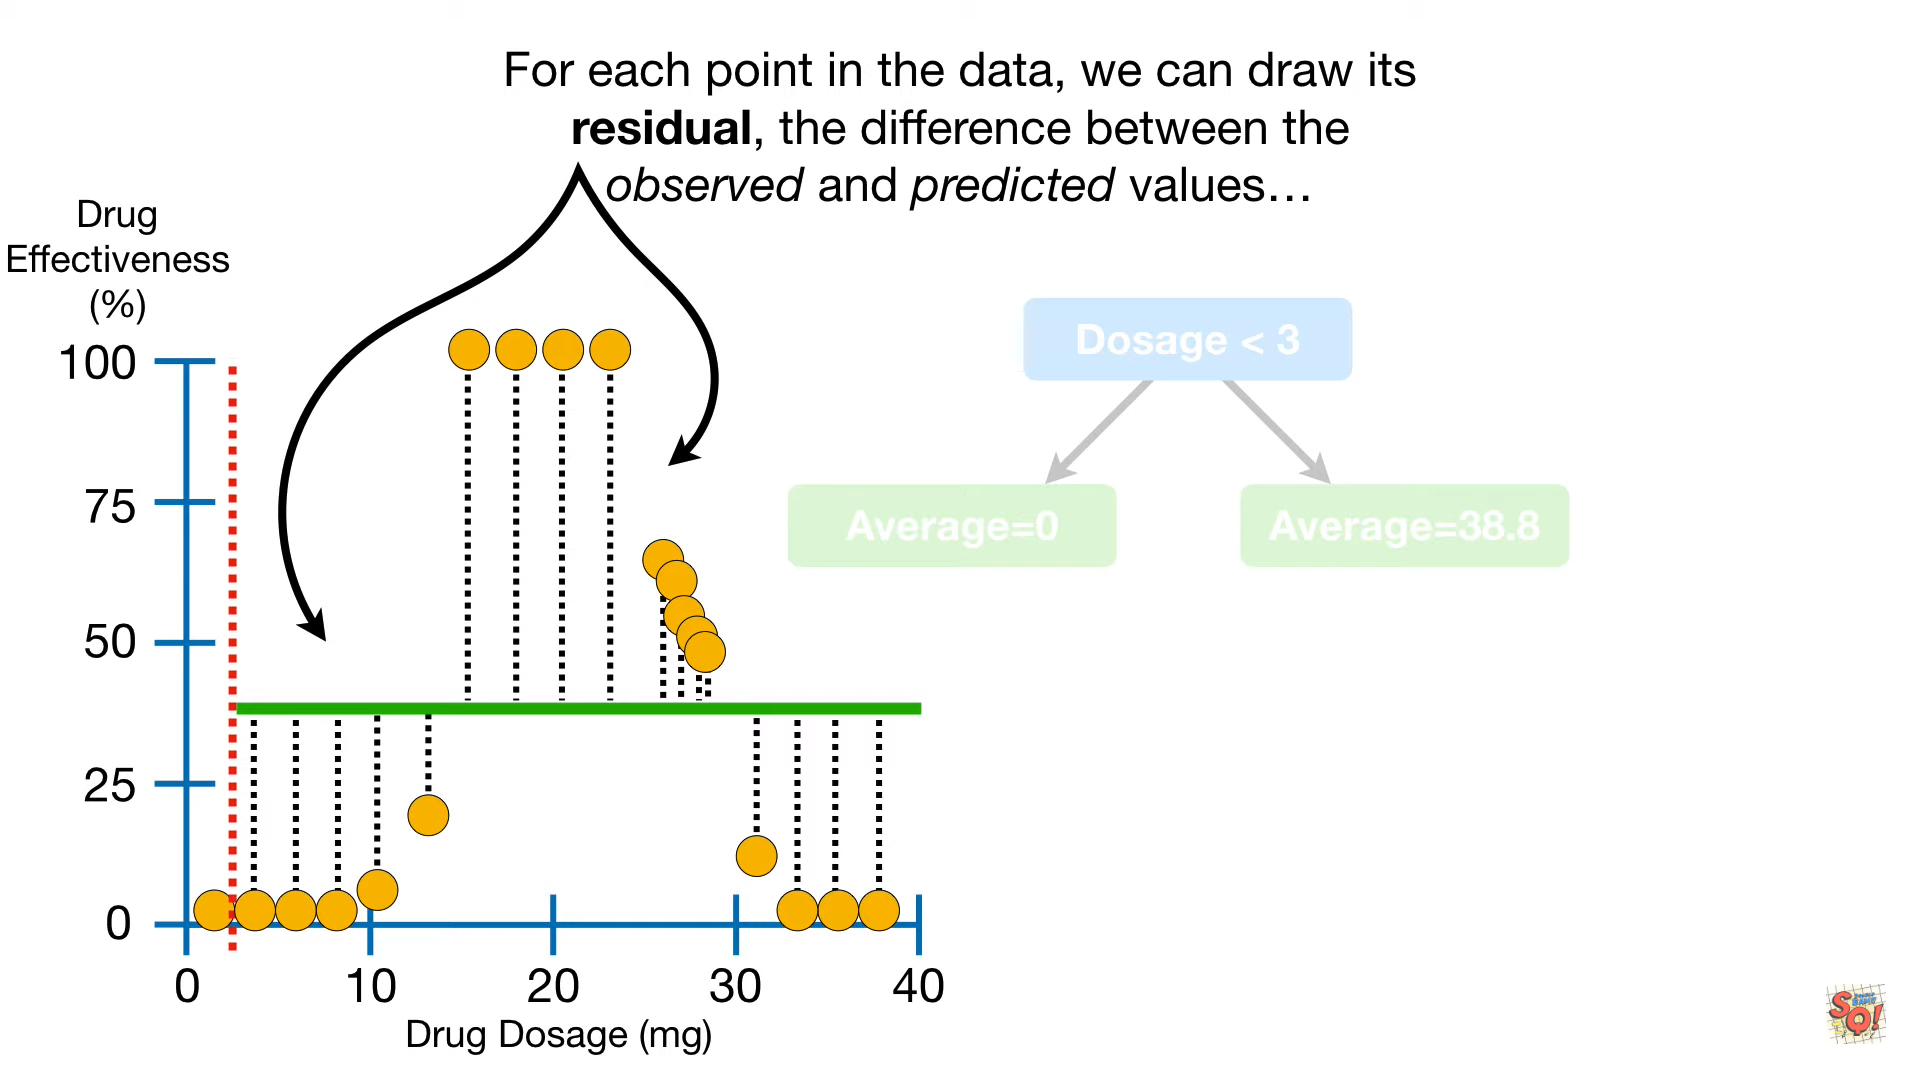 For each point in the data, we can draw its
residual, the difference between the
observed and predicted values…
Drug
Effectiveness
(%)
100
75
50
25
0
0 10 20 30 40
Drug Dosage (mg)
Dosage < 3
Average=0
Average=38.8
SQ!